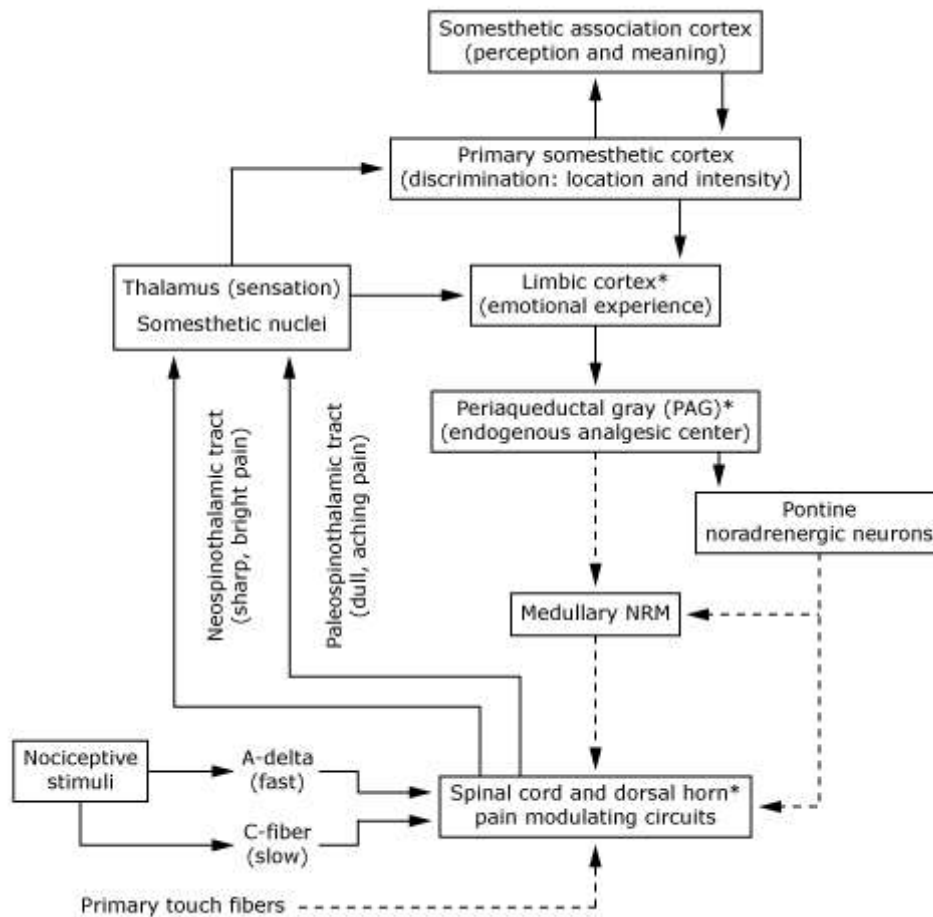 Somesthetic association cortex
(perception and meaning)
Primary somesthetic cortex
(discrimination: location and intensity)
Thalamus (sensation)
Somesthetic nuclei
Limbic cortex*
(emotional experience)
Periaqueductal gray (PAG)*
(endogenous analgesic center)
Neospinothalamic tract
(sharp, bright pain)
Paleospinothalamic tract
(dull, aching pain)
Pontine
noradrenergic neurons
Medullary NRM
Nociceptive
stimuli
A-delta
(fast)
C-fiber
(slow)
Spinal cord and dorsal horn*
pain modulating circuits
Primary touch fibers